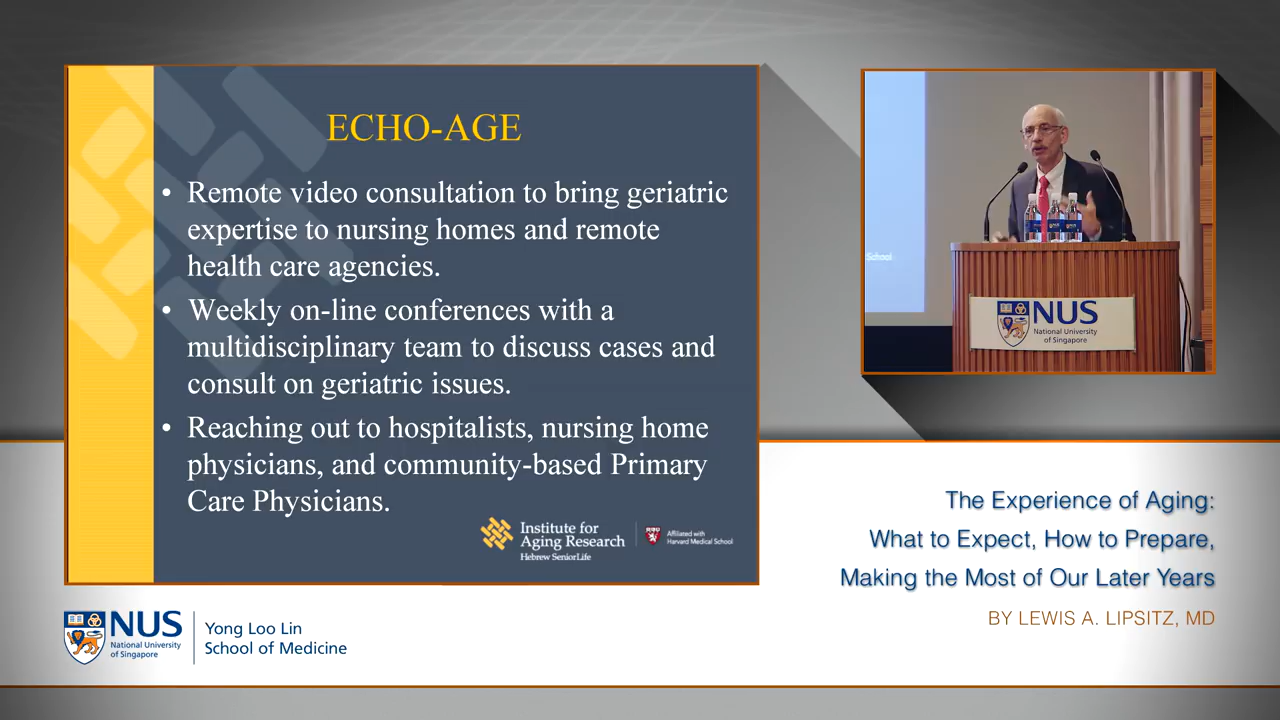 ECHO-AGE
• Remote video consultation to bring geriatric
expertise to nursing homes and remote
health care agencies.
• Weekly on-line conferences with a
multidisciplinary team to discuss cases and
consult on geriatric issues.
• Reaching out to hospitalists, nursing home
physicians, and community-based Primary
Care Physicians.
Institute for
Aging Research
Hebrew SeniorLife
Affiliated with
Harvard Medical School
School
NUS
National University
of Singapore
The Experience of Aging:
What to Expect, How to Prepare,
Making the Most of Our Later Years
BY LEWIS A. LIPSITZ, MD
NUS
National University
of Singapore
Yong Loo Lin
School of Medicine